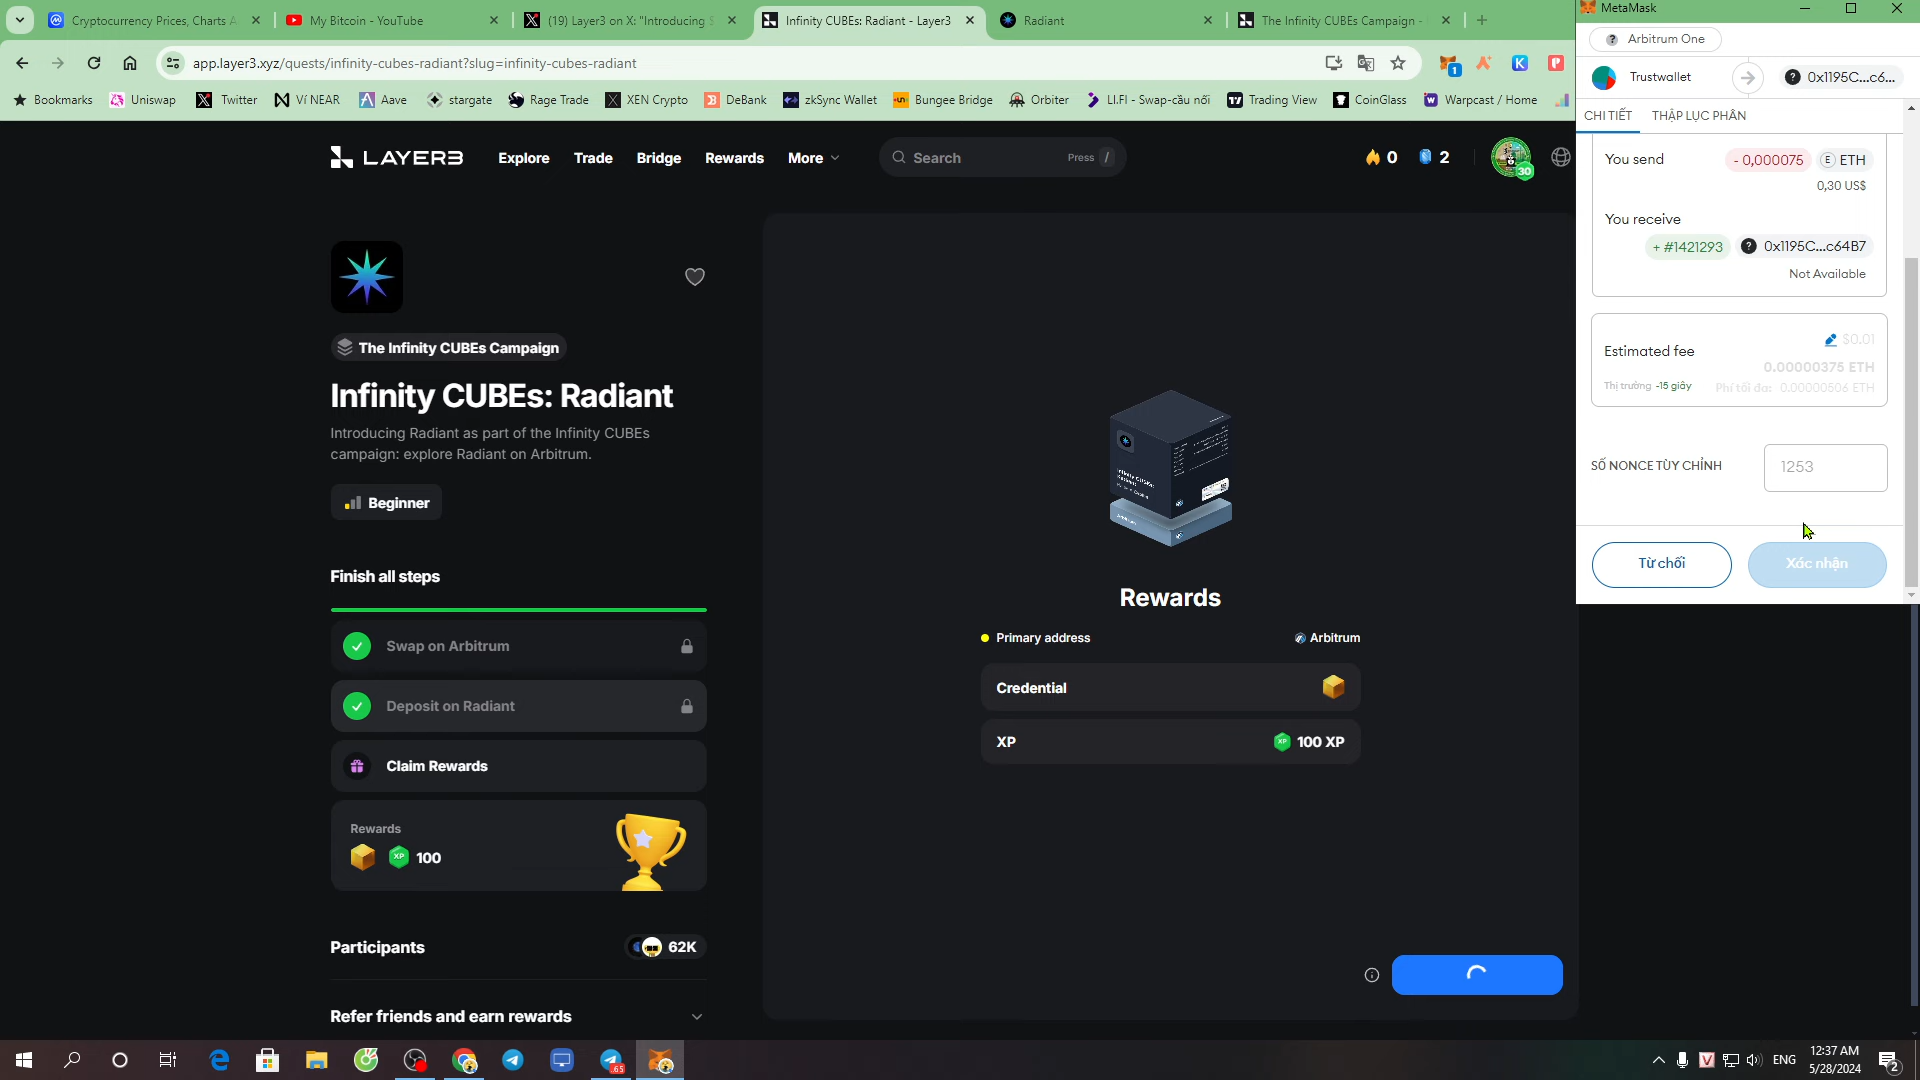 Cryptocurrency Prices, Charts A
My Bitcoin - YouTube
(19) Layer3 on X: "Introducing S
Infinity CUBEs: Radiant - Layer3
Radiant
The Infinity CUBEs Campaign -
MetaMask
app.layer3.xyz/quests/infinity-cubes-radiant?slug=infinity-cubes-radiant
1
Bookmarks
Uniswap
Twitter
Ví NEAR
Aave
stargate
Rage Trade
XEN Crypto
DeBank
zkSync Wallet
Bungee Bridge
Orbiter
LI.FI - Swap-cầu nối
Trading View
CoinGlass
Warpcast / Home
LAYER3
Explore
Trade
Bridge
Rewards
More
Search
Press /
0
2
30
The Infinity CUBEs Campaign
Infinity CUBEs: Radiant
Introducing Radiant as part of the Infinity CUBEs
campaign: explore Radiant on Arbitrum.
Beginner
Finish all steps
Swap on Arbitrum
Deposit on Radiant
Claim Rewards
Rewards
XP 100
Participants
62K
Refer friends and earn rewards
Rewards
Primary address
Arbitrum
Credential
XP
XP 100 XP
Arbitrum One
Trustwallet
0x1195C...c6...
CHI TIẾT
THẬP LỤC PHÂN
You send
- 0,000075
E ETH
0,30 US$
You receive
+ #1421293
0x1195C...c64B7
Not Available
Estimated fee
$0.01
0.00000375 ETH
Thị trường ~15 giây
Phí tối đa: 0.00000506 ETH
SỐ NONCE TÙY CHỈNH
1253
Từ chối
Xác nhận
65
ENG
12:37 AM
5/28/2024
2